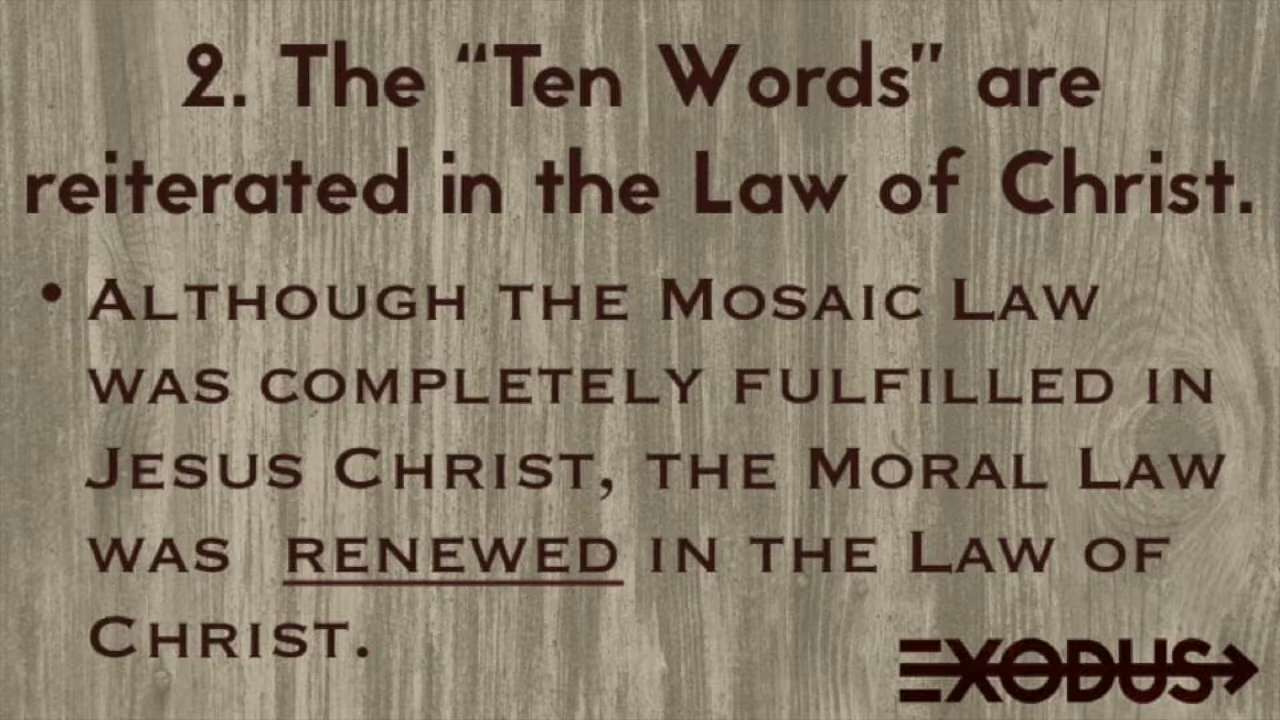 2. The “Ten Words” are
reiterated in the Law of Christ.
• Although the Mosaic Law
was completely fulfilled in
Jesus Christ, the Moral Law
was renewed in the Law of
Christ.
EXODUS